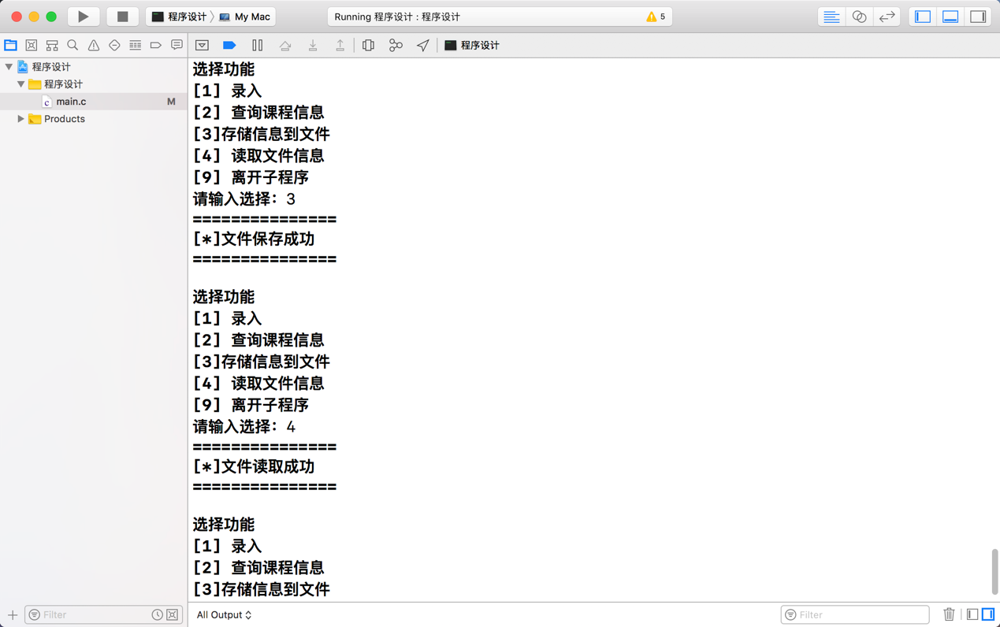 程序设计 〉 My Mac
Running 程序设计 : 程序设计
5
程序设计
程序设计
程序设计
main.c M
Products
选择功能
[1] 录入
[2] 查询课程信息
[3]存储信息到文件
[4] 读取文件信息
[9] 离开子程序
请输入选择: 3
===============
[*]文件保存成功
===============
选择功能
[1] 录入
[2] 查询课程信息
[3]存储信息到文件
[4] 读取文件信息
[9] 离开子程序
请输入选择: 4
===============
[*]文件读取成功
===============
选择功能
[1] 录入
[2] 查询课程信息
[3]存储信息到文件
Filter
All Output
Filter